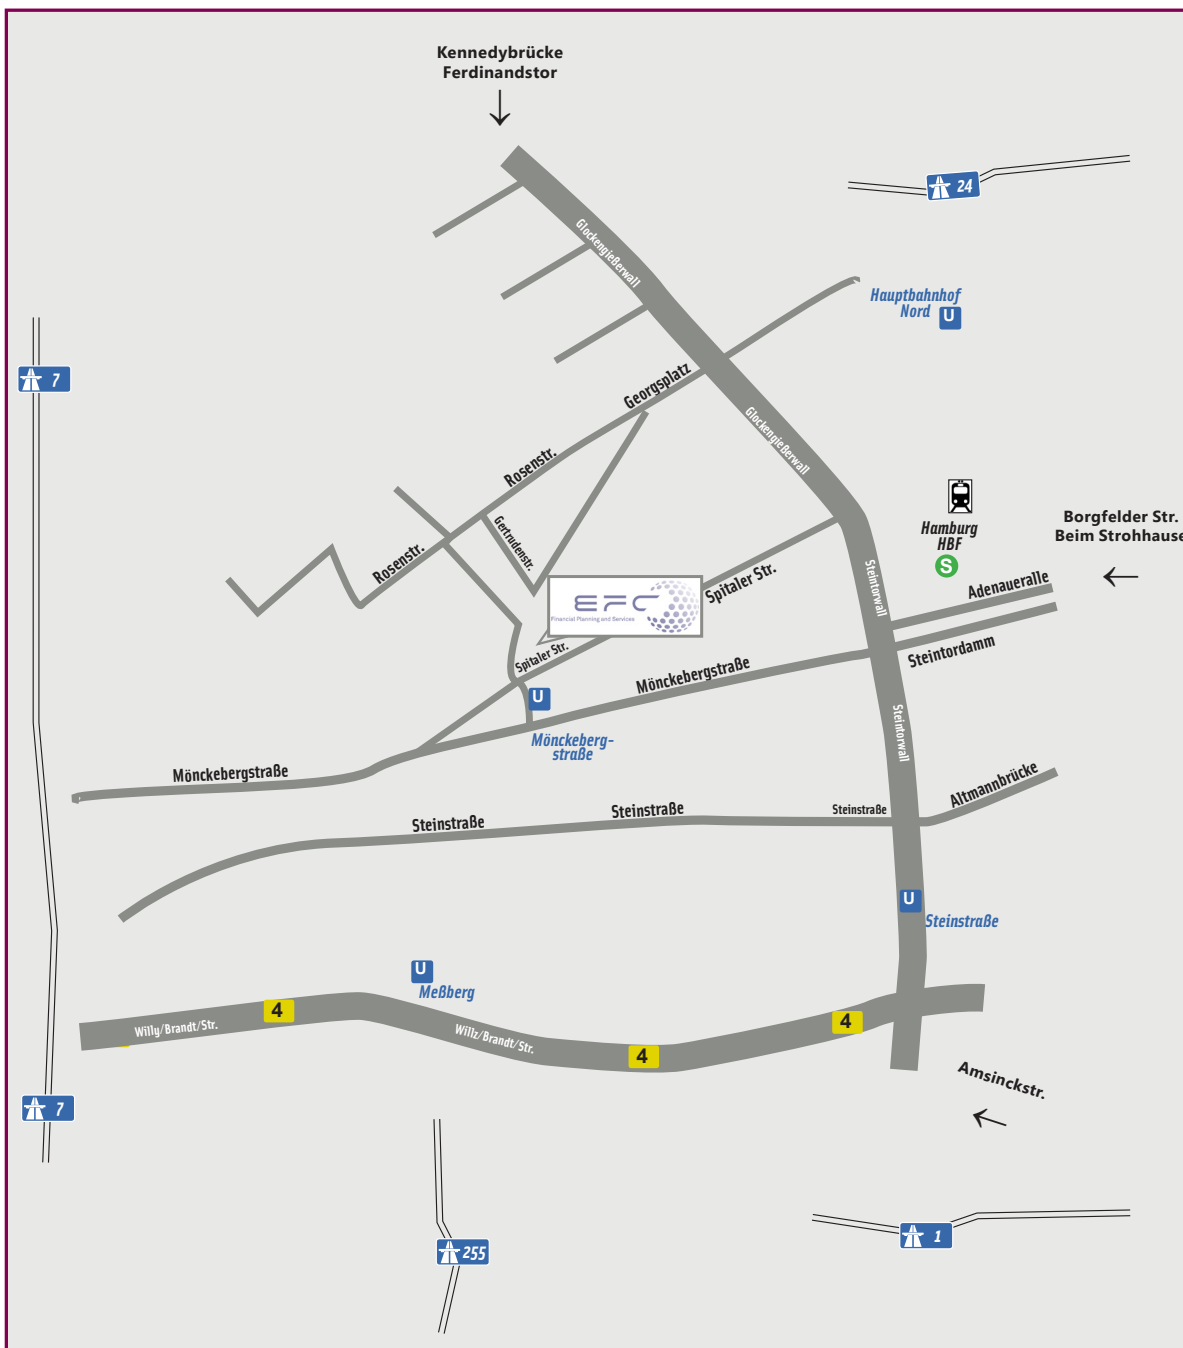 Kennedybrücke
Ferdinandstor
24
Glockengießerwall
Hauptbahnhof
Nord
U
7
Georgsplatz
Glockengießerwall
Rosenstr.
Gertrudenstr.
Rosenstr.
Hamburg
HBF
S
Borgfelder Str.
Beim Strohhause
Adenaueralle
Steintorwall
Spitaler Str.
EFC
Financial Planning and Services
Spitaler Str.
Steintordamm
Mönckebergstraße
U
Mönckeberg-
straße
Steintorwall
Mönckebergstraße
Altmannbrücke
Steinstraße
Steinstraße
Steinstraße
U
Steinstraße
U
Meßberg
4
Willy/Brandt/Str.
Willz/Brandt/Str.
4
4
Amsinckstr.
7
255
1